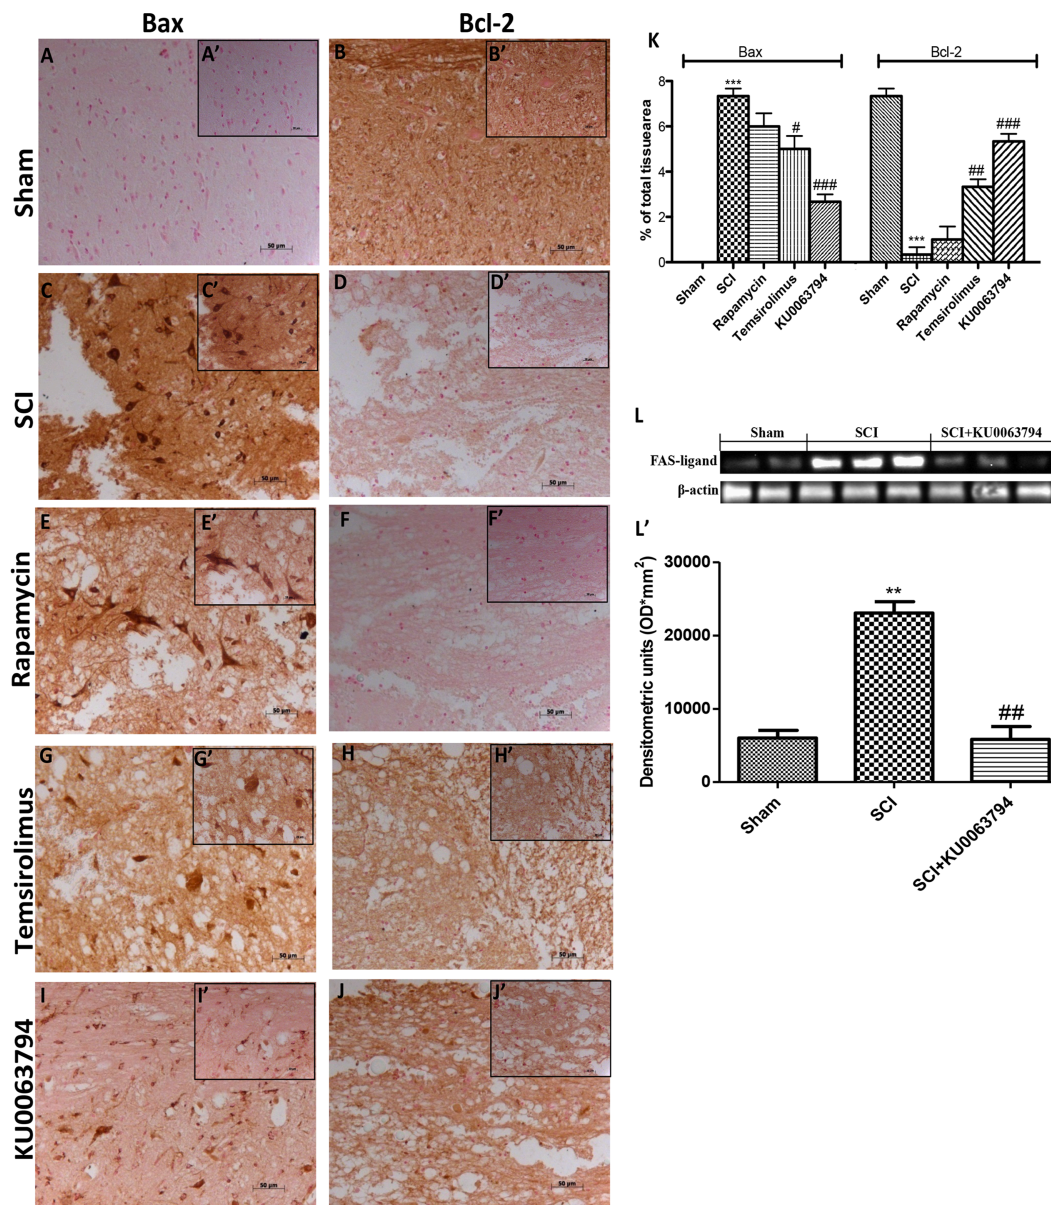 Bax
Bcl-2
Sham
A
A'
50 µm
B
B'
50 µm
SCI
C
C'
50 µm
D
D'
50 µm
Rapamycin
E
E'
50 µm
F
F'
50 µm
Temsirolimus
G
G'
50 µm
H
H'
50 µm
KU0063794
I
I'
50 µm
J
J'
50 µm
K
Bax
Bcl-2
% of total tissuearea
8
6
4
2
0
***
#
###
***
##
###
Sham
SCI
Rapamycin
Temsirolimus
KU0063794
Sham
SCI
Rapamycin
Temsirolimus
KU0063794
L
Sham SCI SCI+KU0063794
FAS-ligand
β-actin
L'
Densitometric units (OD*mm²)
30000
20000
10000
0
**
##
Sham
SCI
SCI+KU0063794